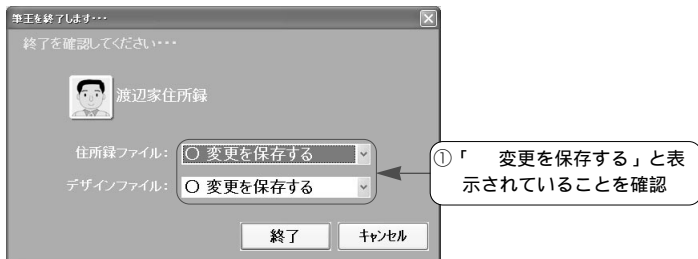 筆王を終了します･･･
終了を確認してください･･･
渡辺家住所録
住所録ファイル: ○ 変更を保存する
デザインファイル: ○ 変更を保存する
終了 キャンセル
①「　変更を保存する」と表
示されていることを確認